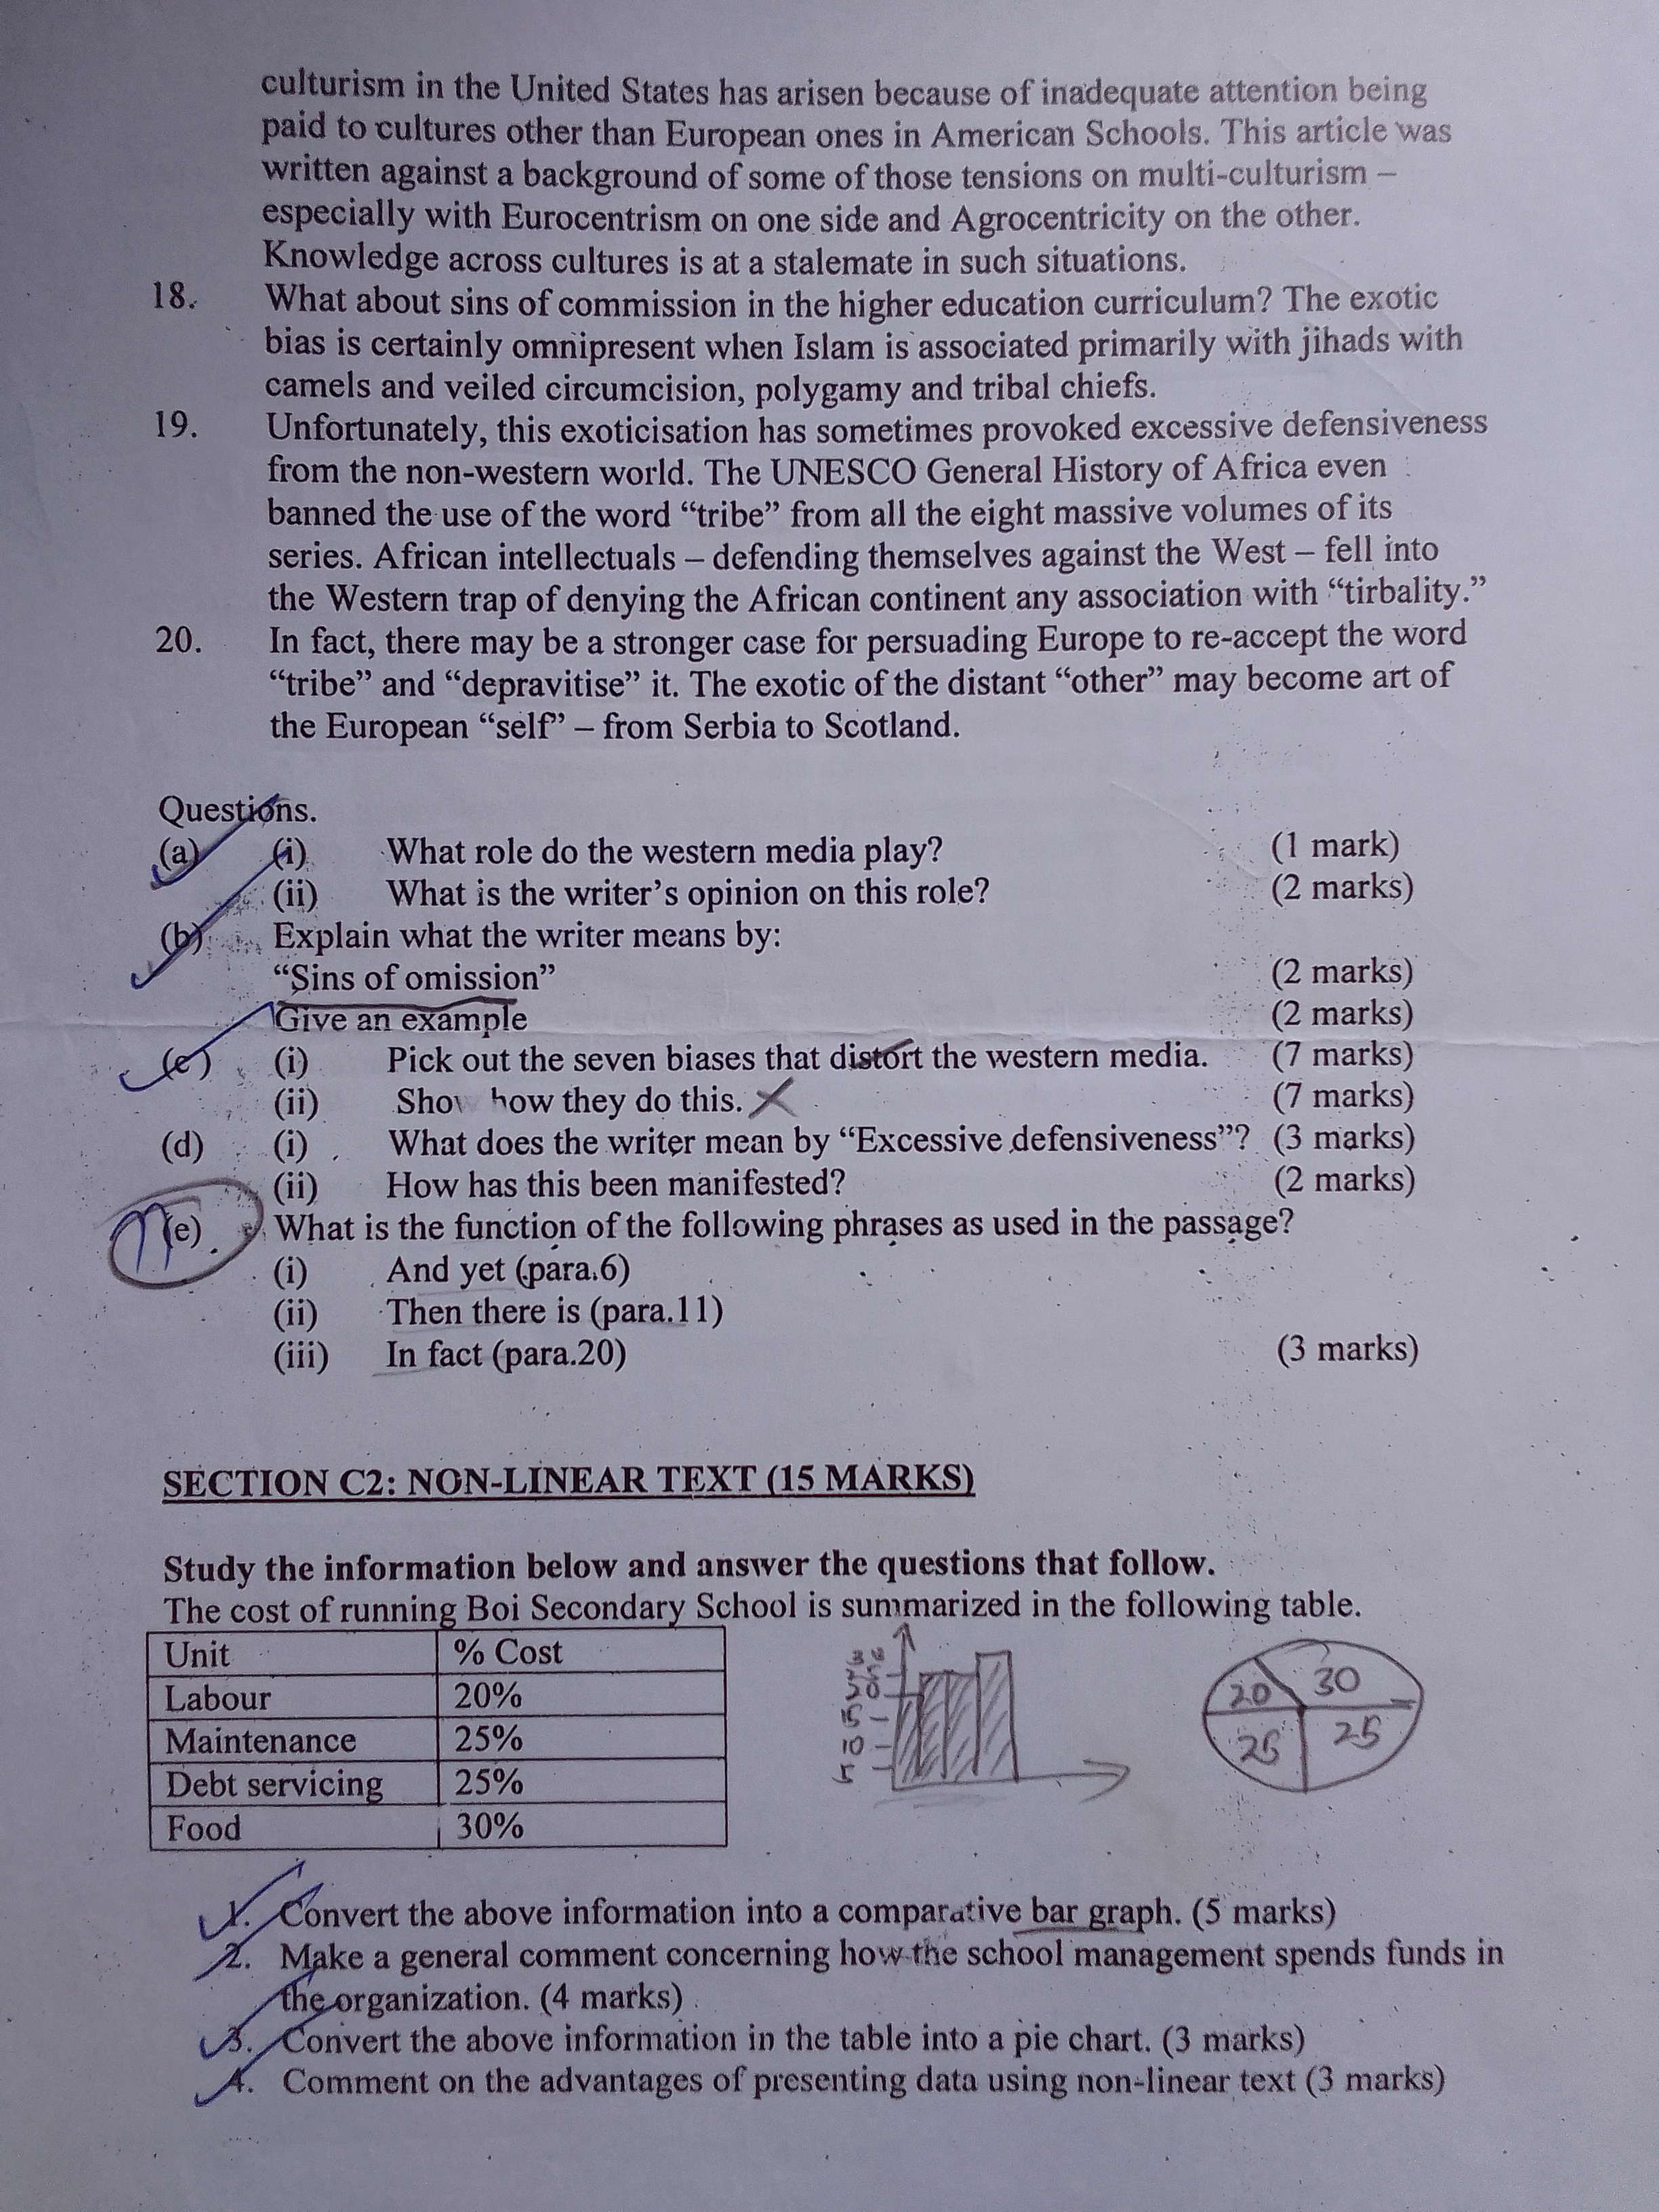 culturism in the United States has arisen because of inadequate attention being
paid to cultures other than European ones in American Schools. This article was
written against a background of some of those tensions on multi-culturism –
especially with Eurocentrism on one side and Agrocentricity on the other.
Knowledge across cultures is at a stalemate in such situations.
18. What about sins of commission in the higher education curriculum? The exotic
bias is certainly omnipresent when Islam is associated primarily with jihads with
camels and veiled circumcision, polygamy and tribal chiefs.
19. Unfortunately, this exoticisation has sometimes provoked excessive defensiveness
from the non-western world. The UNESCO General History of Africa even
banned the use of the word “tribe” from all the eight massive volumes of its
series. African intellectuals – defending themselves against the West – fell into
the Western trap of denying the African continent any association with “tirbality.”
20. In fact, there may be a stronger case for persuading Europe to re-accept the word
“tribe” and “depravitise” it. The exotic of the distant “other” may become art of
the European “self” – from Serbia to Scotland.
Questions.
(a) (i) What role do the western media play? (1 mark)
(ii) What is the writer’s opinion on this role? (2 marks)
(b) Explain what the writer means by:
“Sins of omission” (2 marks)
Give an example (2 marks)
(c) (i) Pick out the seven biases that distort the western media. (7 marks)
(ii) Show how they do this. (7 marks)
(d) (i) What does the writer mean by “Excessive defensiveness”? (3 marks)
(ii) How has this been manifested? (2 marks)
(e) What is the function of the following phrases as used in the passage?
(i) And yet (para.6)
(ii) Then there is (para.11)
(iii) In fact (para.20) (3 marks)
SECTION C2: NON-LINEAR TEXT (15 MARKS)
Study the information below and answer the questions that follow.
The cost of running Boi Secondary School is summarized in the following table.
Unit % Cost
Labour 20%
Maintenance 25%
Debt servicing 25%
Food 30%
30
25
20
15
10
5
20 30
25 25
1. Convert the above information into a comparative bar graph. (5 marks)
2. Make a general comment concerning how the school management spends funds in
the organization. (4 marks)
3. Convert the above information in the table into a pie chart. (3 marks)
4. Comment on the advantages of presenting data using non-linear text (3 marks)